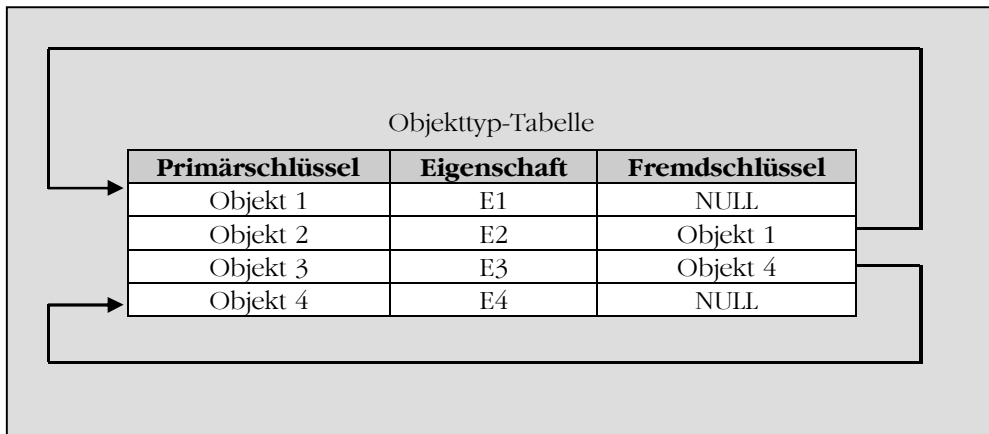 Objekttyp-Tabelle
Primärschlüssel Eigenschaft Fremdschlüssel
Objekt 1 E1 NULL
Objekt 2 E2 Objekt 1
Objekt 3 E3 Objekt 4
Objekt 4 E4 NULL